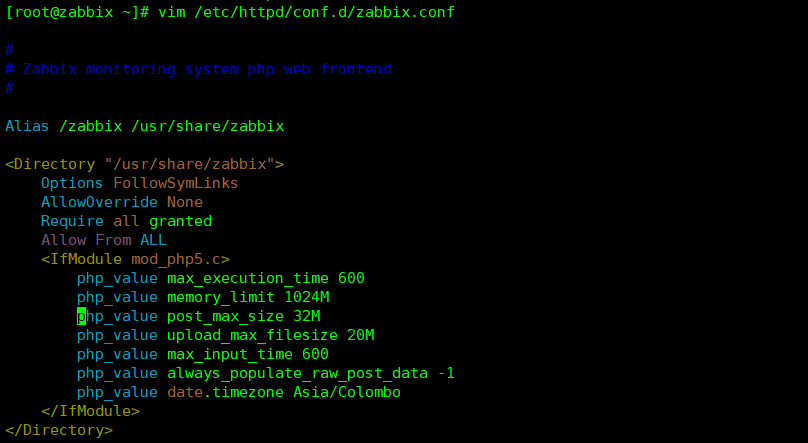 [root@zabbix ~]# vim /etc/httpd/conf.d/zabbix.conf
#
# Zabbix monitoring system php web frontend
#
Alias /zabbix /usr/share/zabbix
<Directory "/usr/share/zabbix">
    Options FollowSymLinks
    AllowOverride None
    Require all granted
    Allow From ALL
    <IfModule mod_php5.c>
        php_value max_execution_time 600
        php_value memory_limit 1024M
        php_value post_max_size 32M
        php_value upload_max_filesize 20M
        php_value max_input_time 600
        php_value always_populate_raw_post_data -1
        php_value date.timezone Asia/Colombo
    </IfModule>
</Directory>